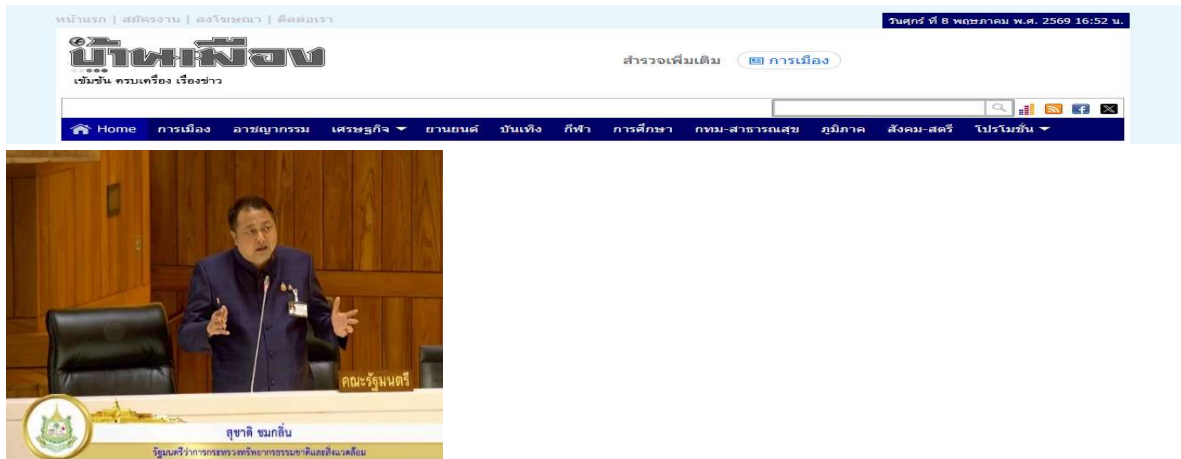 หน้าแรก | สมัครงาน | ลงโฆษณา | ติดต่อเรา
วันศุกร์ ที่ 8 พฤษภาคม พ.ศ. 2569 16:52 น.
บ้านเมือง
เข้มข้น ครบเครื่อง เรื่องข่าว
สำรวจเพิ่มเติม การเมือง
Home การเมือง อาชญากรรม เศรษฐกิจ ยานยนต์ บันเทิง กีฬา การศึกษา กทม-สาธารณสุข ภูมิภาค สังคม-สตรี โปรโมชั่น
คณะรัฐมนตรี
สุชาติ ชมกลิ่น
รัฐมนตรีว่าการกระทรวงทรัพยากรธรรมชาติและสิ่งแวดล้อม